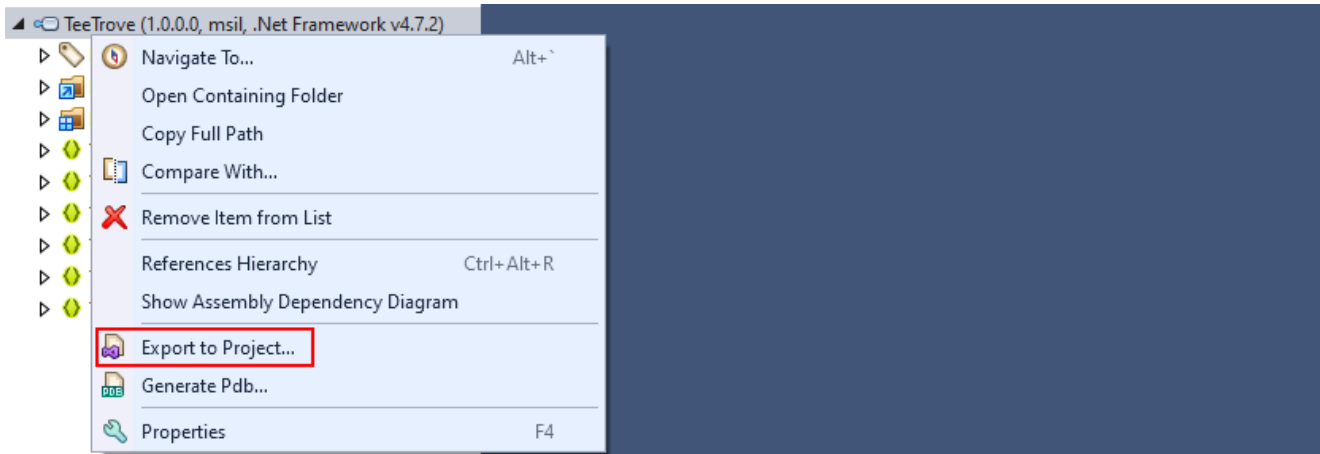 TeeTrove (1.0.0.0, msil, .Net Framework v4.7.2)
Navigate To... Alt+`
Open Containing Folder
Copy Full Path
Compare With...
Remove Item from List
References Hierarchy Ctrl+Alt+R
Show Assembly Dependency Diagram
Export to Project...
PDB Generate Pdb...
Properties F4